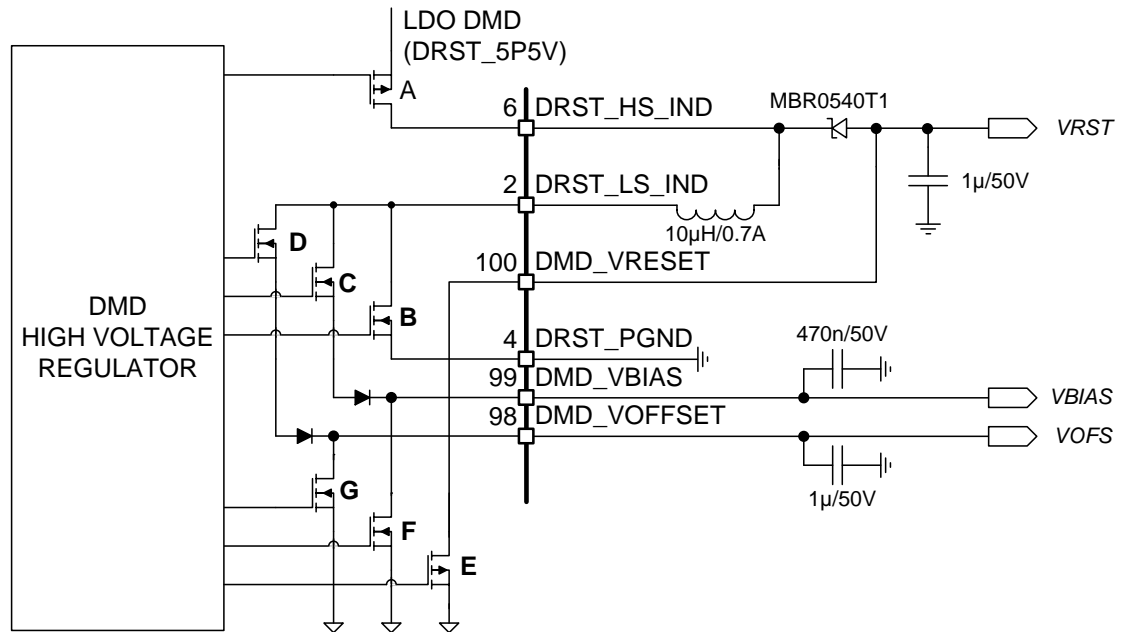 LDO DMD
(DRST_5P5V)
A
6 DRST_HS_IND
MBR0540T1
VRST
1µ/50V
2 DRST_LS_IND
10µH/0.7A
D
C
B
100 DMD_VRESET
DMD
HIGH VOLTAGE
REGULATOR
4 DRST_PGND
470n/50V
99 DMD_VBIAS
VBIAS
98 DMD_VOFFSET
VOFS
1µ/50V
G
F
E